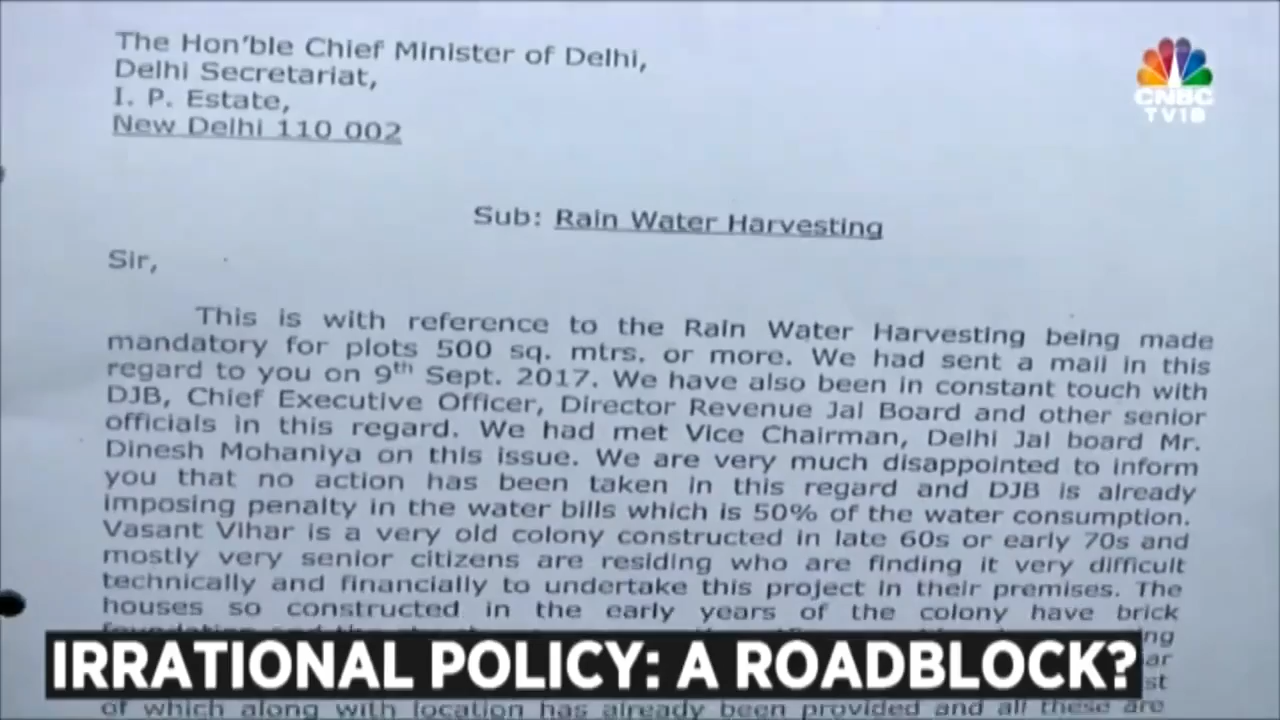 The Hon'ble Chief Minister of Delhi,
Delhi Secretariat,
I. P. Estate,
New Delhi 110 002
CNBC
TV18
Sub: Rain Water Harvesting
Sir,
This is with reference to the Rain Water Harvesting being made
mandatory for plots 500 sq. mtrs. or more. We had sent a mail in this
regard to you on 9th Sept. 2017. We have also been in constant touch with
DJB, Chief Executive Officer, Director Revenue Jal Board and other senior
officials in this regard. We had met Vice Chairman, Delhi Jal board Mr.
Dinesh Mohaniya on this issue. We are very much disappointed to inform
you that no action has been taken in this regard and DJB is already
imposing penalty in the water bills which is 50% of the water consumption.
Vasant Vihar is a very old colony constructed in late 60s or early 70s and
mostly very senior citizens are residing who are finding it very difficult
technically and financially to undertake this project in their premises. The
houses so constructed in the early years of the colony have brick
IRRATIONAL POLICY: A ROADBLOCK?
of which along with location has already been provided and all these are